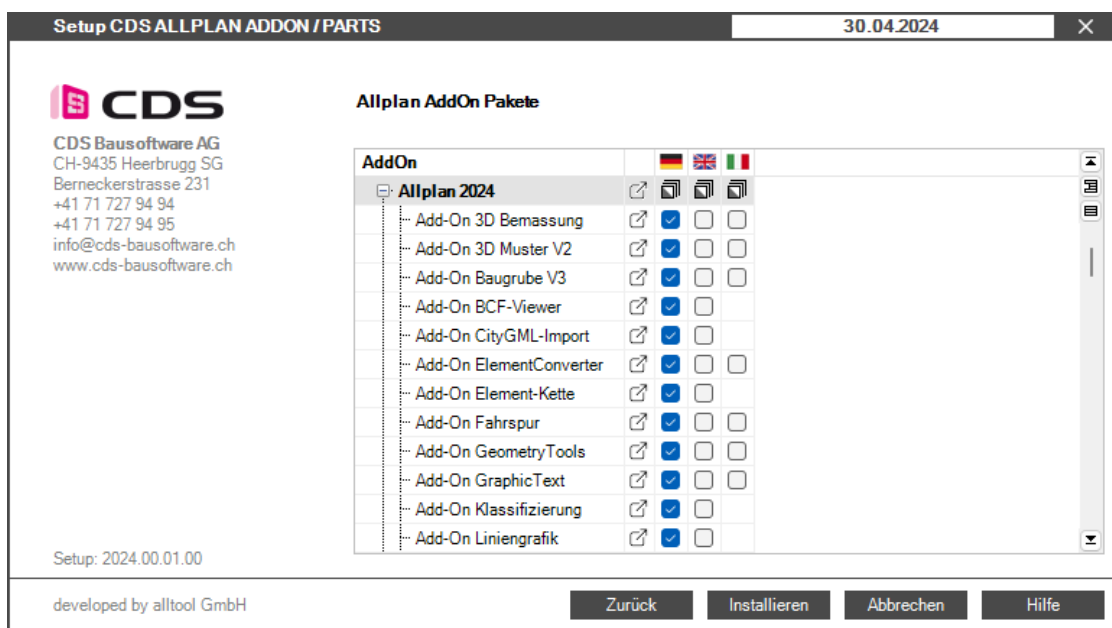 Setup CDS ALLPLAN ADDON / PARTS
30.04.2024
CDS
CDS Bausoftware AG
CH-9435 Heerbrugg SG
Berneckerstrasse 231
+41 71 727 94 94
+41 71 727 94 95
info@cds-bausoftware.ch
www.cds-bausoftware.ch
Allplan AddOn Pakete
AddOn
Allplan 2024
Add-On 3D Bemassung
Add-On 3D Muster V2
Add-On Baugrube V3
Add-On BCF-Viewer
Add-On CityGML-Import
Add-On ElementConverter
Add-On Element-Kette
Add-On Fahrspur
Add-On GeometryTools
Add-On GraphicText
Add-On Klassifizierung
Add-On Liniengrafik
Setup: 2024.00.01.00
developed by alltool GmbH
Zurück
Installieren
Abbrechen
Hilfe